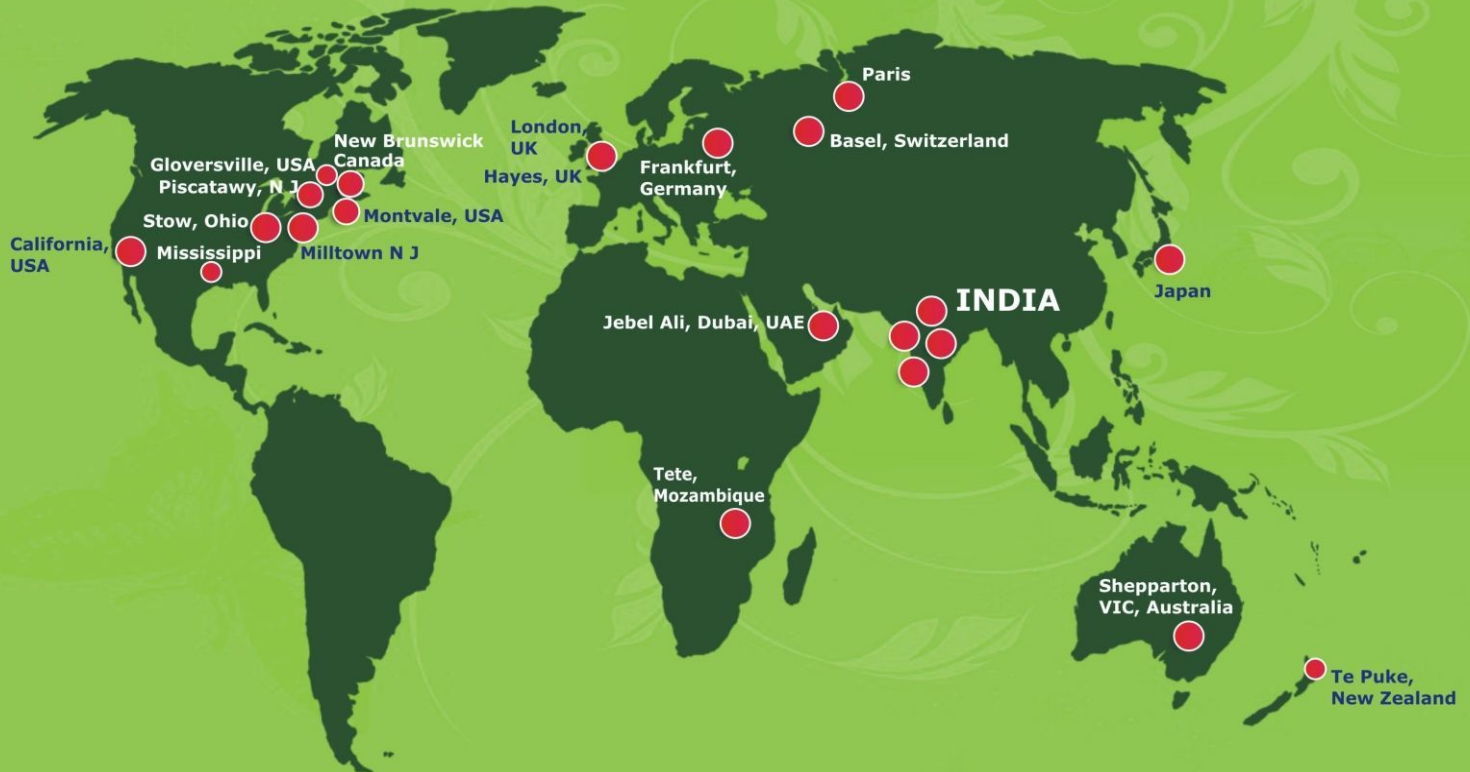 Paris
Basel, Switzerland
London,
UK
Hayes, UK
Frankfurt,
Germany
New Brunswick
Canada
Gloversville, USA
Piscatawy, N J
Montvale, USA
Stow, Ohio
Milltown N J
California,
USA
Mississippi
Japan
INDIA
Jebel Ali, Dubai, UAE
Tete,
Mozambique
Shepparton,
VIC, Australia
Te Puke,
New Zealand